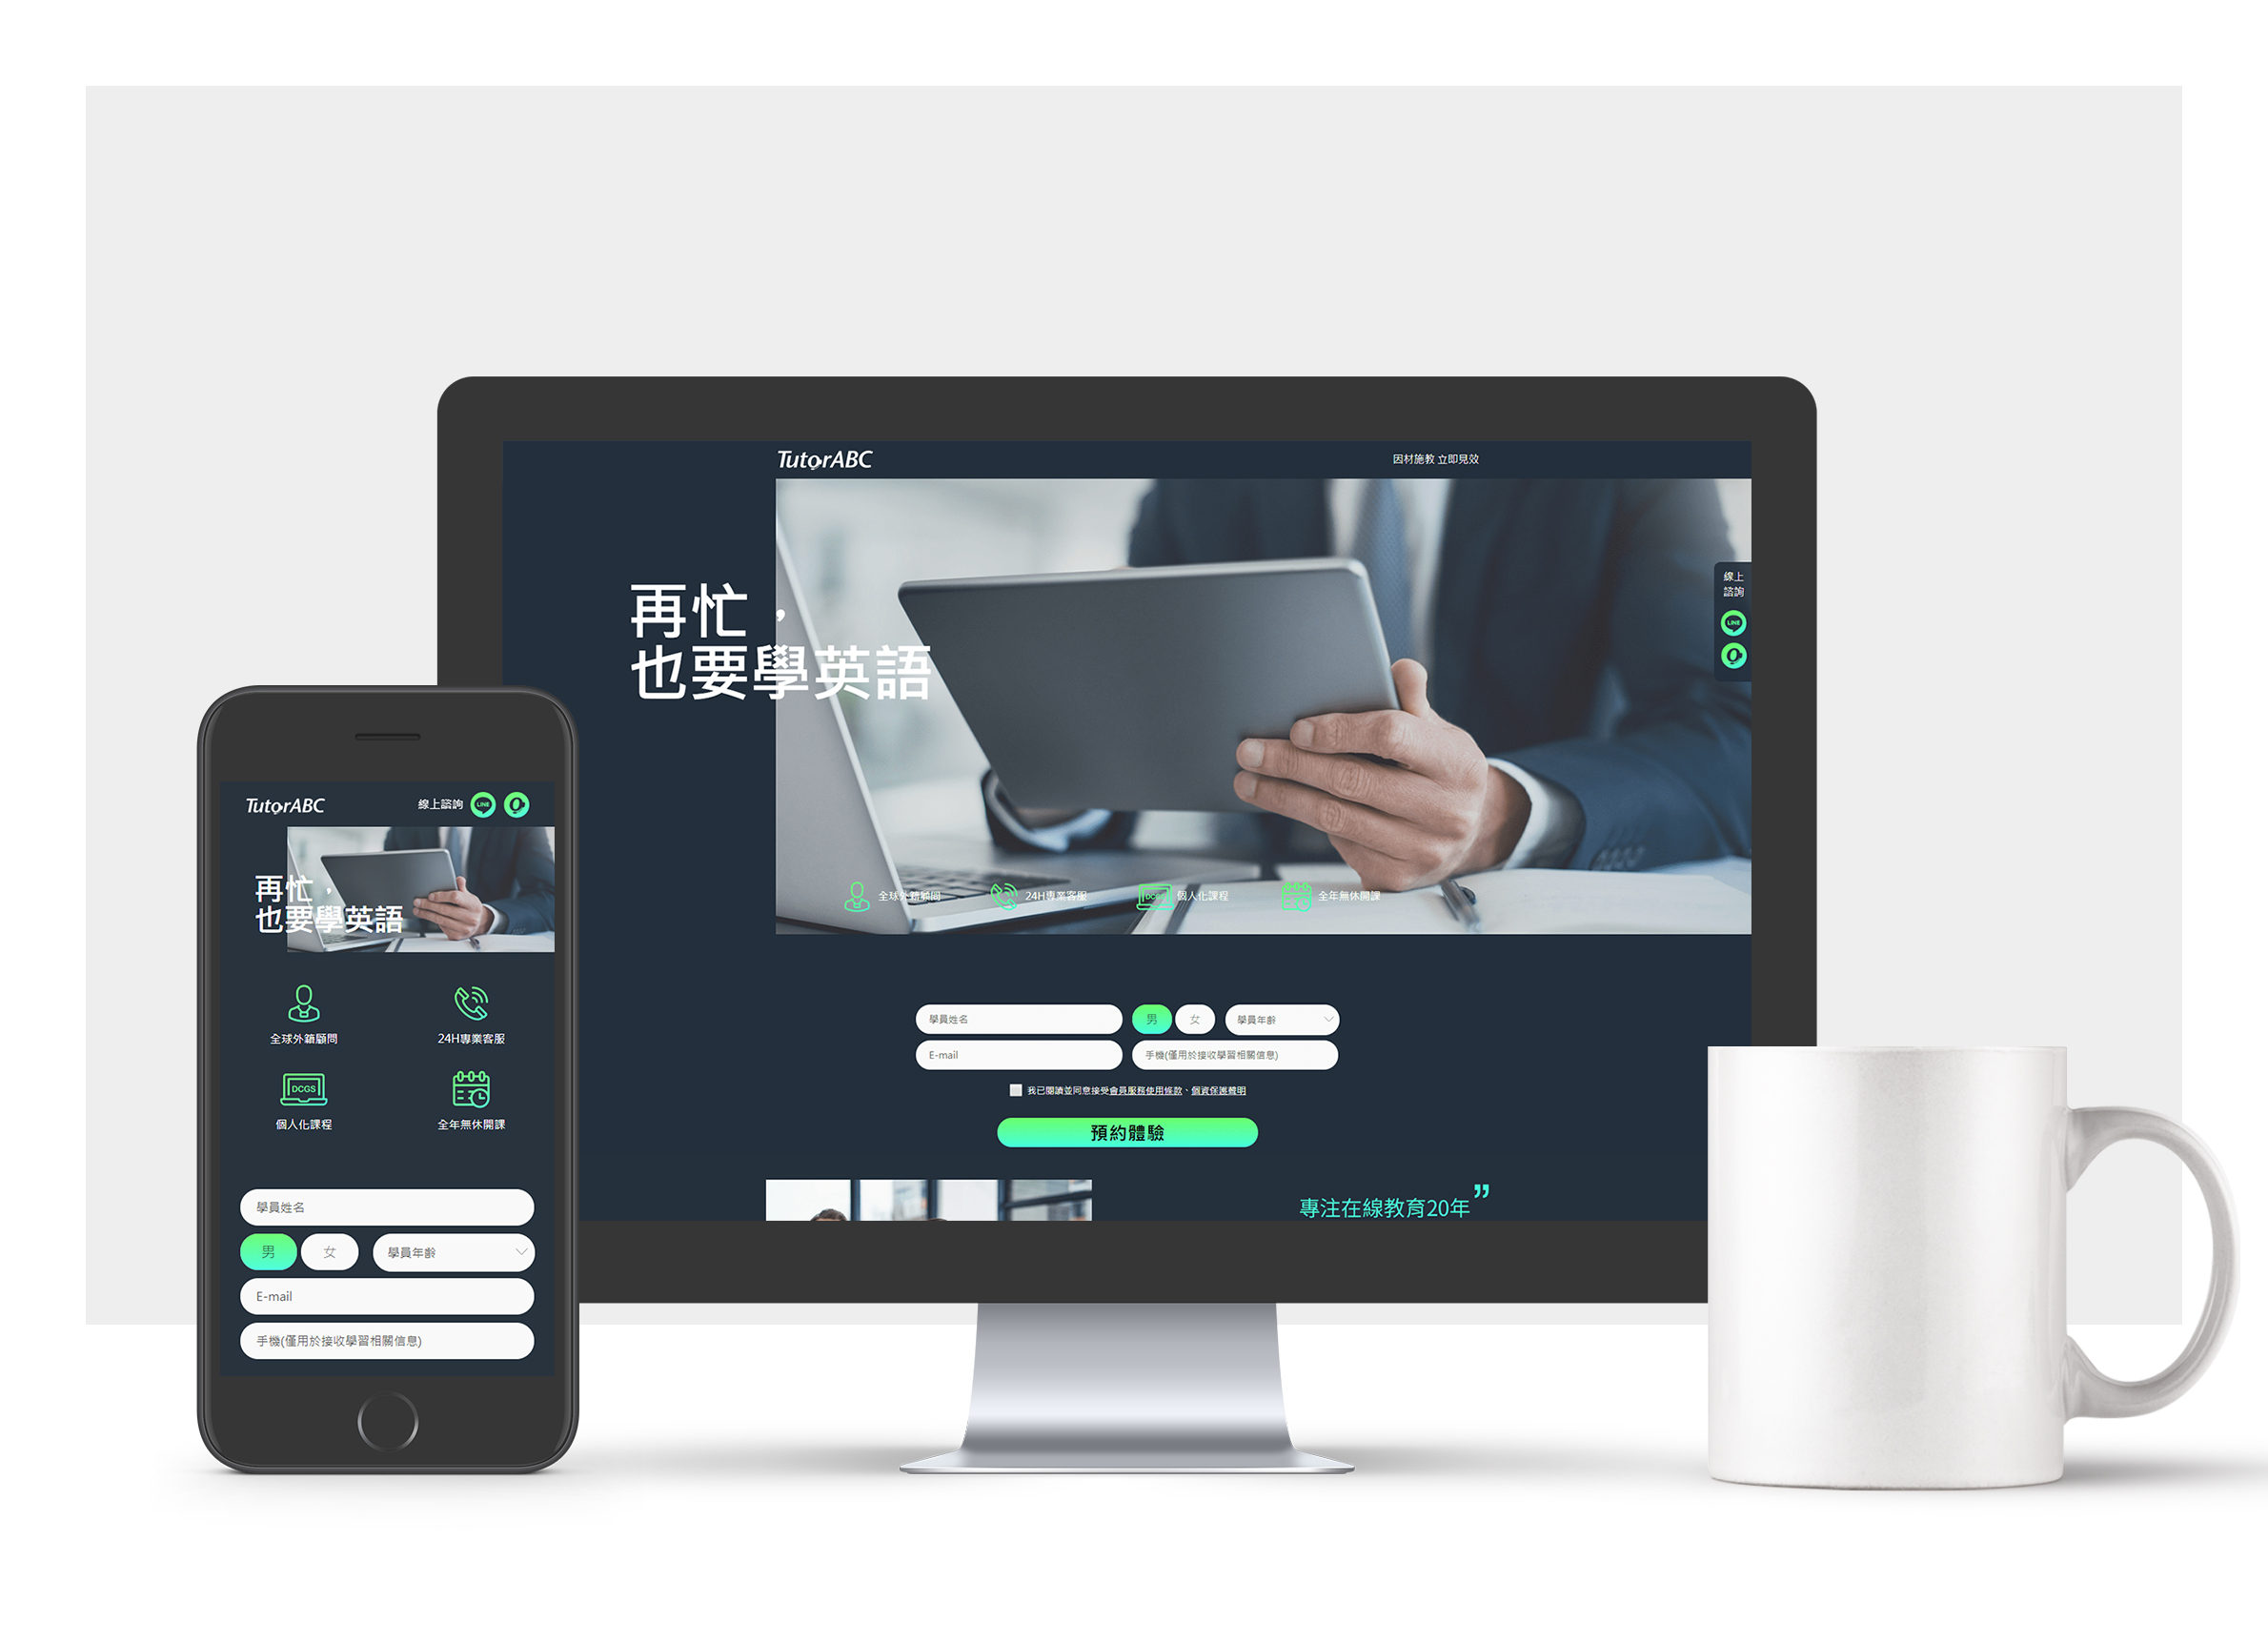 TutorABC
因材施教 立即見效
再忙，
也要學英語
線上
諮詢
LINE
全球外籍顧問
24H專業客服
DCGS
個人化課程
全年無休開課
學員姓名
男
女
學員年齡
E-mail
手機(僅用於接收學習相關信息)
我已閱讀並同意接受會員服務使用條款、個資保護聲明
預約體驗
專注在線教育20年”
TutorABC
線上諮詢
LINE
再忙，
也要學英語
全球外籍顧問
24H專業客服
DCGS
個人化課程
全年無休開課
學員姓名
男
女
學員年齡
E-mail
手機(僅用於接收學習相關信息)